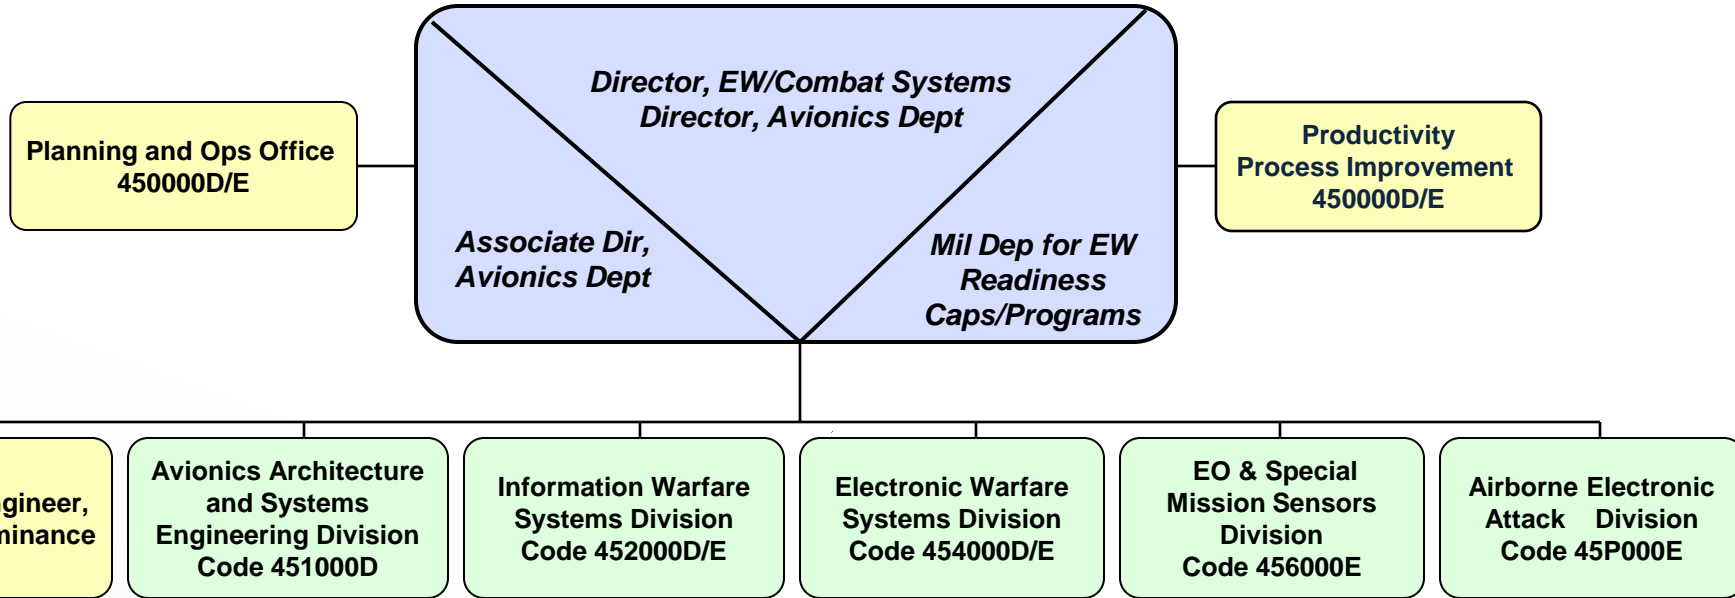 Director, EW/Combat Systems
Director, Avionics Dept
Planning and Ops Office
450000D/E
Productivity
Process Improvement
450000D/E
Associate Dir,
Avionics Dept
Mil Dep for EW
Readiness
Caps/Programs
Avionics Architecture
and Systems
Engineering Division
Code 451000D
Information Warfare
Systems Division
Code 452000D/E
Electronic Warfare
Systems Division
Code 454000D/E
EO & Special
Mission Sensors
Division
Code 456000E
Airborne Electronic
Attack Division
Code 45P000E